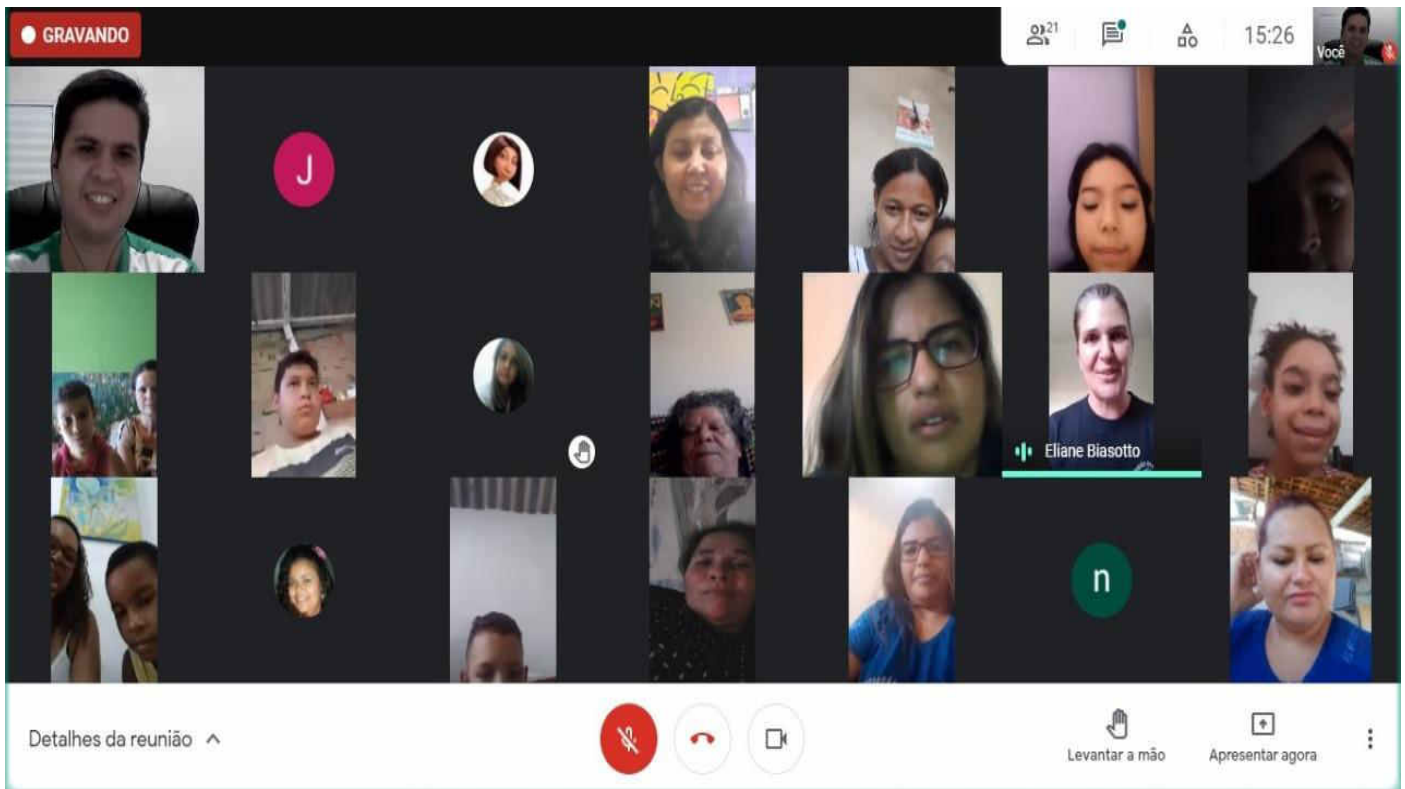 GRAVANDO
21
15:26
Você
J
Eliane Biasotto
n
Detalhes da reunião
Levantar a mão
Apresentar agora